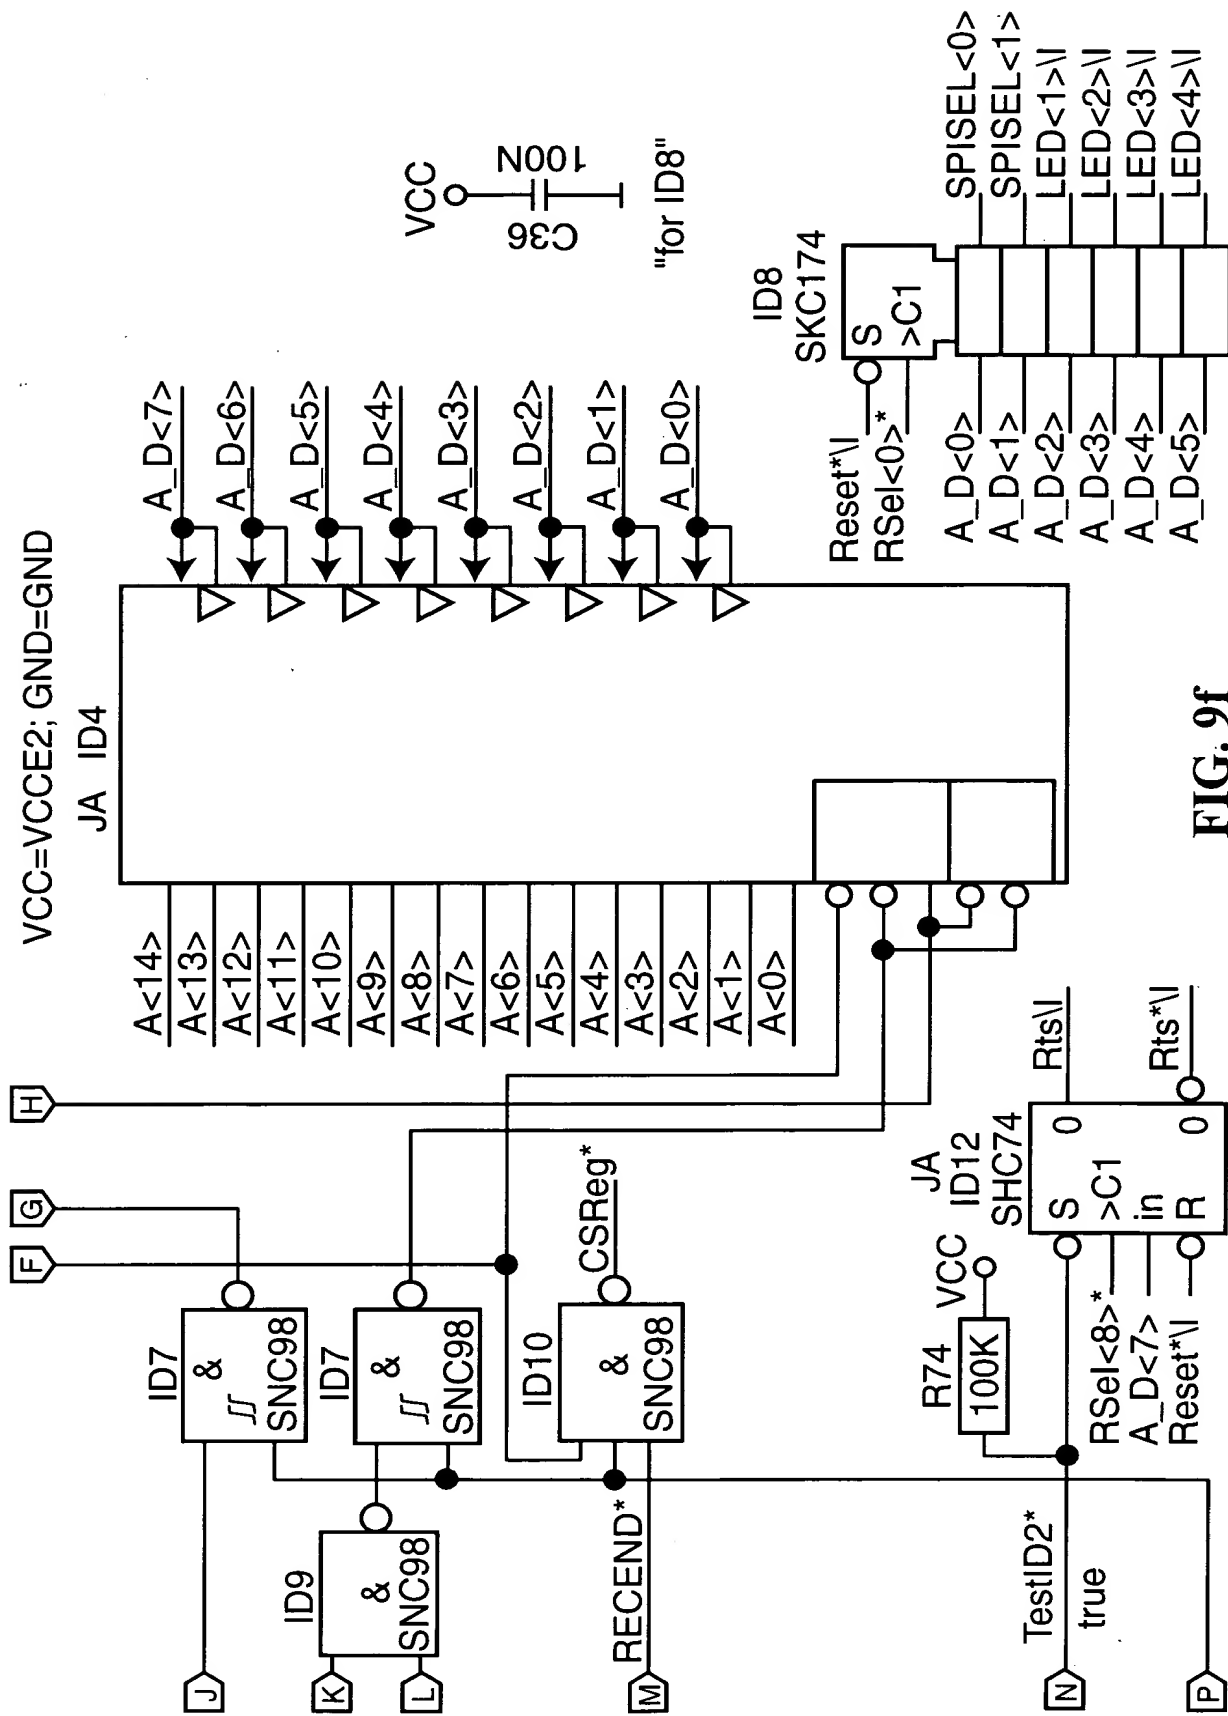 VCC=VCCE2; GND=GND
JA ID4
H
G
F
A<14>
A<13>
A<12>
A<11>
A<10>
A<9>
A<8>
A<7>
A<6>
A<5>
A<4>
A<3>
A<2>
A<1>
A<0>
A_D<7>
A_D<6>
A_D<5>
A_D<4>
A_D<3>
A_D<2>
A_D<1>
A_D<0>
VCC
C36
100N
"for ID8"
J
ID7
&
SNC98
K
L
ID9
&
SNC98
ID7
&
SNC98
M
RECEND*
ID10
&
SNC98
CSReg*
N
TestID2*
true
P
R74
100K
VCC
JA
ID12
SHC74
S
>C1
in
R
0
0
RSel<8>*
A_D<7>
Reset*\I
Rts\I
Rts*\I
ID8
SKC174
S
>C1
Reset*\I
RSel<0>*
A_D<0>
A_D<1>
A_D<2>
A_D<3>
A_D<4>
A_D<5>
SPISEL<0>
SPISEL<1>
LED<1>\I
LED<2>\I
LED<3>\I
LED<4>\I
FIG. 9f